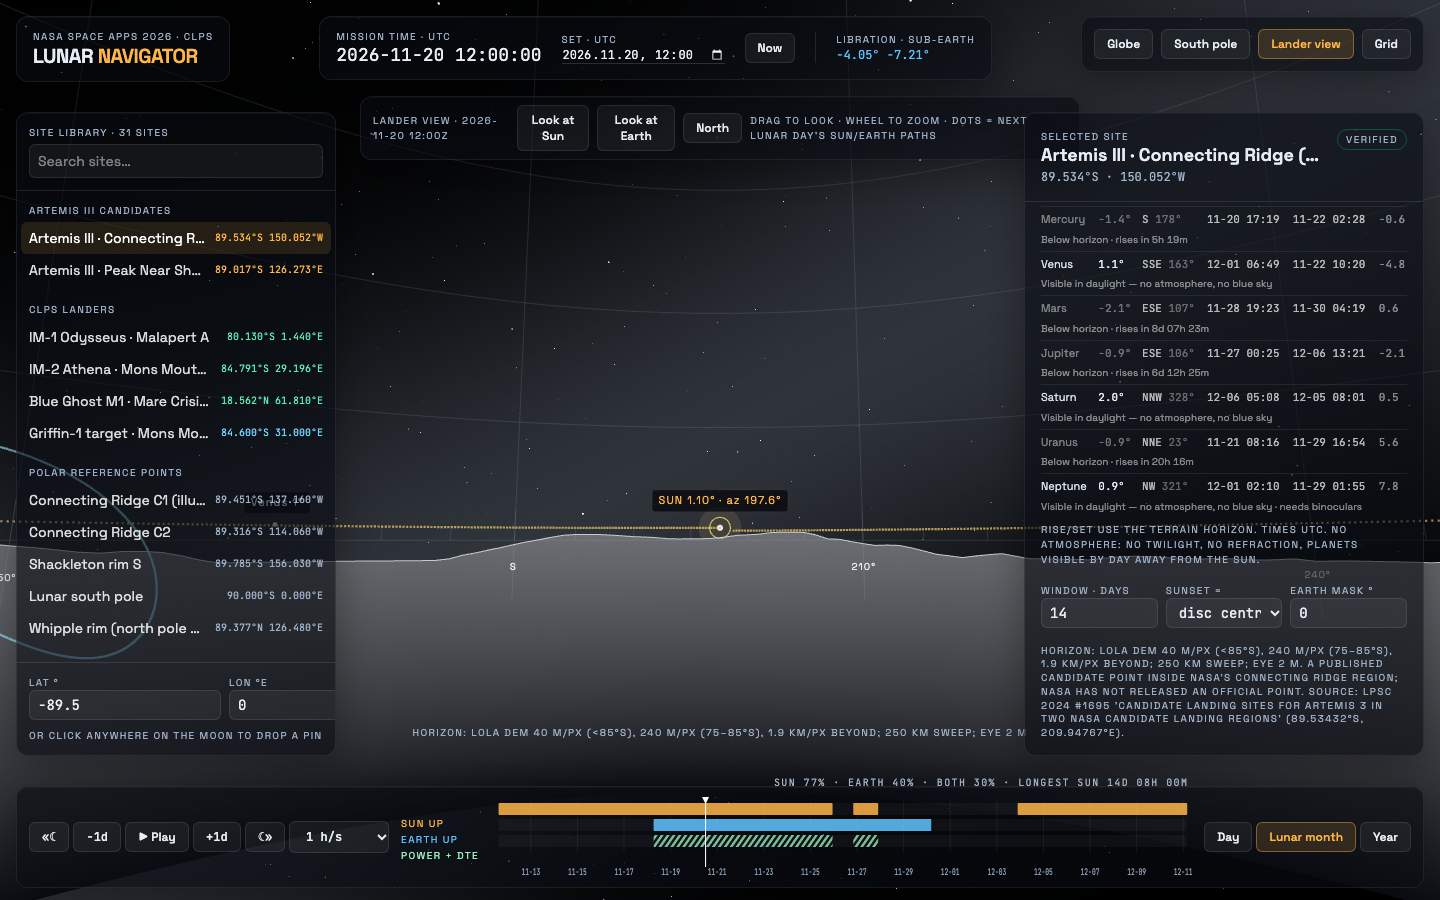 NASA SPACE APPS 2026 · CLPS
LUNAR NAVIGATOR
MISSION TIME · UTC
2026-11-20 12:00:00
SET · UTC
2026.11.20, 12:00
Now
LIBRATION · SUB-EARTH
-4.05° -7.21°
Globe
South pole
Lander view
Grid
SITE LIBRARY · 31 SITES
Search sites…
ARTEMIS III CANDIDATES
Artemis III · Connecting R… 89.534°S 150.052°W
Artemis III · Peak Near Sh… 89.017°S 126.273°E
CLPS LANDERS
IM-1 Odysseus · Malapert A 80.130°S 1.440°E
IM-2 Athena · Mons Mout… 84.791°S 29.196°E
Blue Ghost M1 · Mare Crisi… 18.562°N 61.810°E
Griffin-1 target · Mons Mo… 84.600°S 31.000°E
POLAR REFERENCE POINTS
Connecting Ridge C1 (illu… 89.451°S 137.160°W
Connecting Ridge C2 89.316°S 114.060°W
Shackleton rim S 89.785°S 156.030°W
Lunar south pole 90.000°S 0.000°E
Whipple rim (north pole … 89.377°N 126.480°E
LAT °
LON °E
-89.5
0
OR CLICK ANYWHERE ON THE MOON TO DROP A PIN
LANDER VIEW · 2026-
11-20 12:00Z
Look at
Sun
Look at
Earth
North
DRAG TO LOOK · WHEEL TO ZOOM · DOTS = NEXT
LUNAR DAY'S SUN/EARTH PATHS
SUN 1.10° · az 197.6°
S
210°
240°
HORIZON: LOLA DEM 40 M/PX (<85°S), 240 M/PX (75–85°S), 1.9 KM/PX BEYOND; 250 KM SWEEP; EYE 2 M
SELECTED SITE
VERIFIED
Artemis III · Connecting Ridge (…
89.534°S · 150.052°W
Mercury -1.4° S 178° 11-20 17:19 11-22 02:28 -0.6
Below horizon · rises in 5h 19m
Venus 1.1° SSE 163° 12-01 06:49 11-22 10:20 -4.8
Visible in daylight — no atmosphere, no blue sky
Mars -2.1° ESE 107° 11-28 19:23 11-30 04:19 0.6
Below horizon · rises in 8d 07h 23m
Jupiter -0.9° ESE 106° 11-27 00:25 12-06 13:21 -2.1
Below horizon · rises in 6d 12h 25m
Saturn 2.0° NNW 328° 12-06 05:08 12-05 08:01 0.5
Visible in daylight — no atmosphere, no blue sky
Uranus -0.9° NNE 23° 11-21 08:16 11-29 16:54 5.6
Below horizon · rises in 20h 16m
Neptune 0.9° NW 321° 12-01 02:10 11-29 01:55 7.8
Visible in daylight — no atmosphere, no blue sky · needs binoculars
RISE/SET USE THE TERRAIN HORIZON. TIMES UTC. NO
ATMOSPHERE: NO TWILIGHT, NO REFRACTION, PLANETS
VISIBLE BY DAY AWAY FROM THE SUN.
WINDOW · DAYS
SUNSET =
EARTH MASK °
14
disc centr
0
HORIZON: LOLA DEM 40 M/PX (<85°S), 240 M/PX (75–85°S),
1.9 KM/PX BEYOND; 250 KM SWEEP; EYE 2 M. A PUBLISHED
CANDIDATE POINT INSIDE NASA'S CONNECTING RIDGE REGION;
NASA HAS NOT RELEASED AN OFFICIAL POINT. SOURCE: LPSC
2024 #1695 'CANDIDATE LANDING SITES FOR ARTEMIS 3 IN
TWO NASA CANDIDATE LANDING REGIONS' (89.53432°S,
209.94767°E).
SUN 77% · EARTH 40% · BOTH 30% · LONGEST SUN 14D 08H 00M
«☾
-1d
▶ Play
+1d
☾»
1 h/s
SUN UP
EARTH UP
POWER + DTE
11-13 11-15 11-17 11-19 11-21 11-23 11-25 11-27 11-29 12-01 12-03 12-05 12-07 12-09 12-11
Day
Lunar month
Year